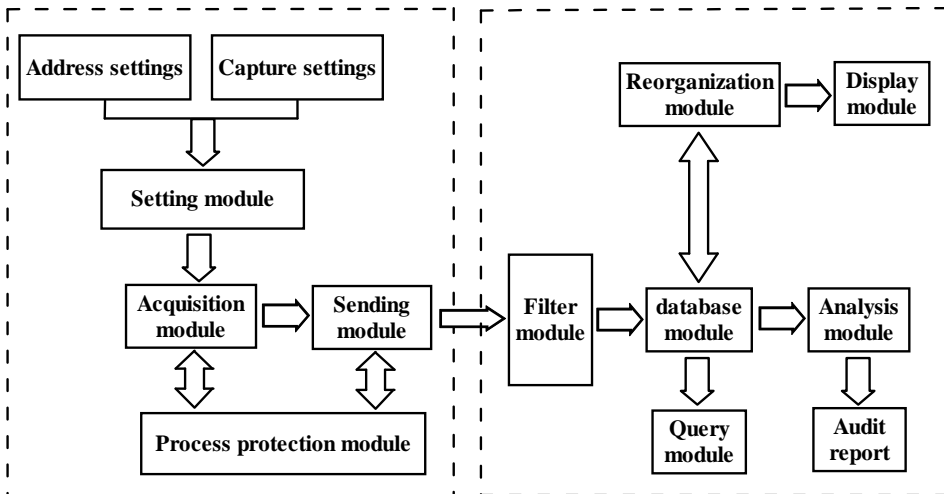 Address settings
Capture settings
Setting module
Acquisition
module
Sending
module
Process protection module
Reorganization
module
Display
module
Filter
module
database
module
Analysis
module
Query
module
Audit
report